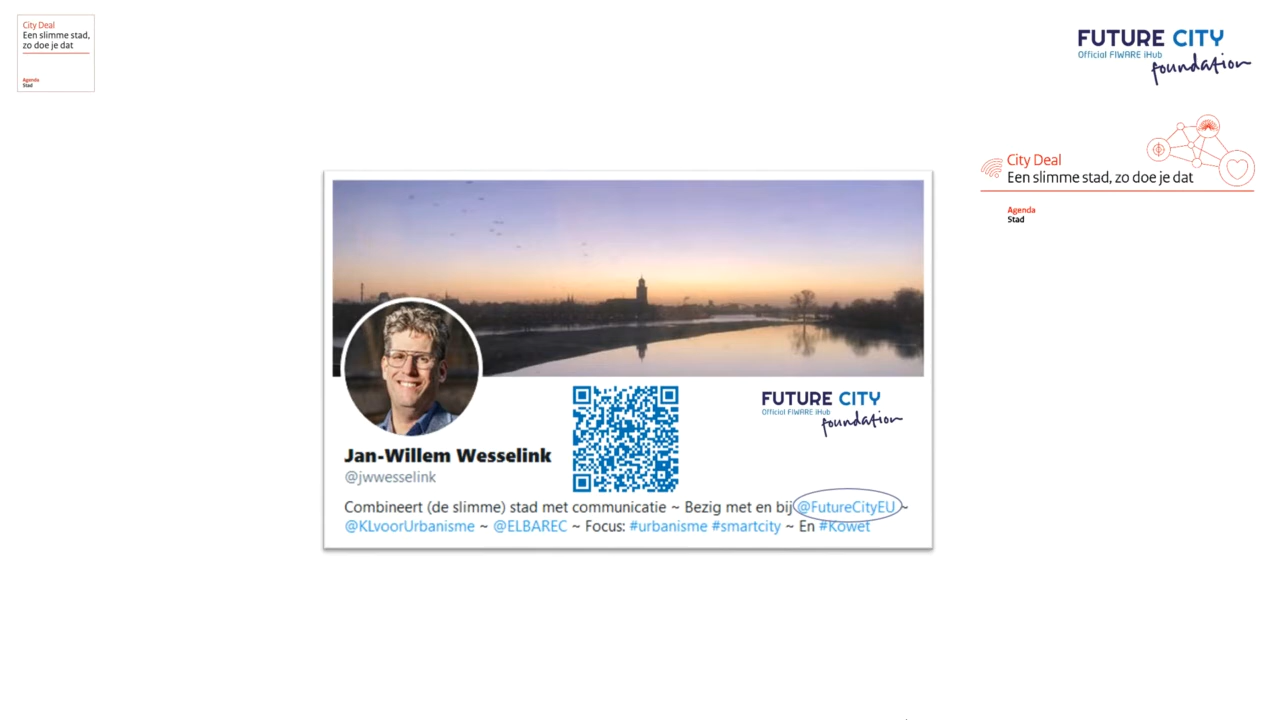 City Deal
Een slimme stad,
zo doe je dat
Agenda
Stad
FUTURE CITY
Official FIWARE iHub
foundation
City Deal
Een slimme stad, zo doe je dat
Agenda
Stad
FUTURE CITY
Official FIWARE iHub
foundation
Jan-Willem Wesselink
@jwwesselink
Combineert (de slimme) stad met communicatie ~ Bezig met en bij @FutureCityEU ~
@KLvoorUrbanisme ~ @ELBAREC ~ Focus: #urbanisme #smartcity ~ En #Kowet